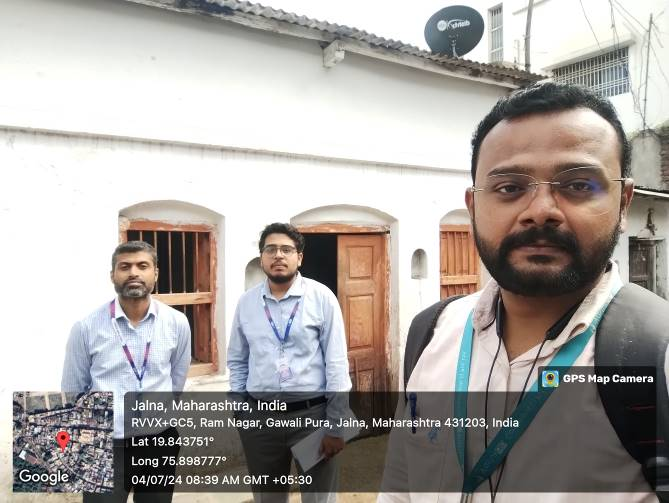 dishtv
GPS Map Camera
Jalna, Maharashtra, India
RVVX+GC5, Ram Nagar, Gawali Pura, Jalna, Maharashtra 431203, India
Lat 19.843751°
Long 75.898777°
04/07/24 08:39 AM GMT +05:30
Google